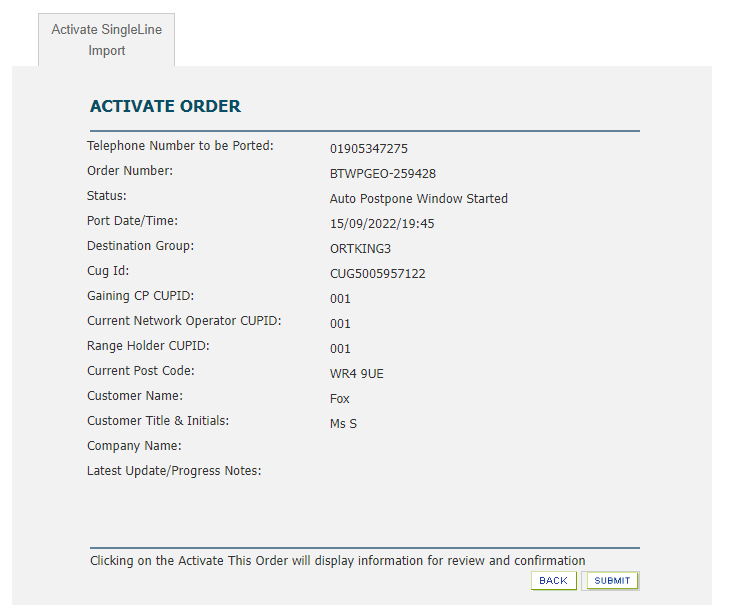 Activate SingleLine
Import
ACTIVATE ORDER
Telephone Number to be Ported: 01905347275
Order Number: BTWPGEO-259428
Status: Auto Postpone Window Started
Port Date/Time: 15/09/2022/19:45
Destination Group: ORTKING3
Cug Id: CUG5005957122
Gaining CP CUPID: 001
Current Network Operator CUPID: 001
Range Holder CUPID: 001
Current Post Code: WR4 9UE
Customer Name: Fox
Customer Title & Initials: Ms S
Company Name:
Latest Update/Progress Notes:
Clicking on the Activate This Order will display information for review and confirmation
BACK SUBMIT